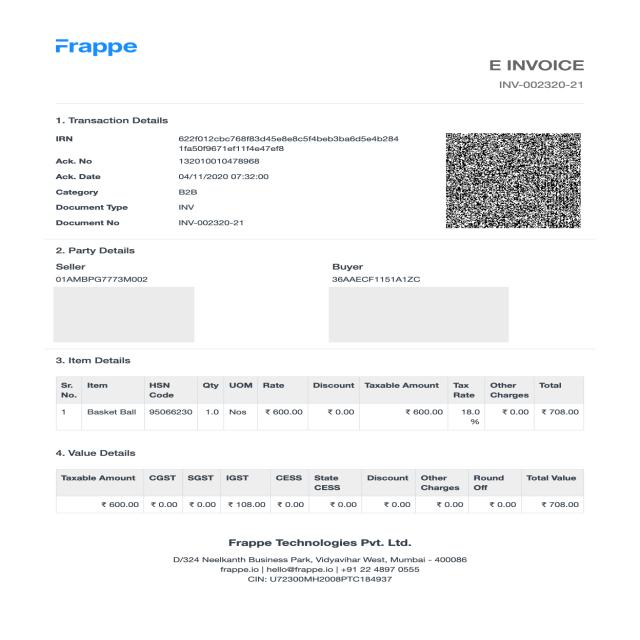 Frappe
E INVOICE
INV-002320-21
1. Transaction Details
IRN 622f012cbc768f83d45e8e8c5f4beb3ba6d5e4b284
1fa50f9671ef11f4e47ef8
Ack. No 132010010478968
Ack. Date 04/11/2020 07:32:00
Category B2B
Document Type INV
Document No INV-002320-21
2. Party Details
Seller Buyer
01AMBPG7773M002 36AAECF1151A1ZC
3. Item Details
Sr. Item HSN Qty UOM Rate Discount Taxable Amount Tax Other Total
No. Code Rate Charges
1 Basket Ball 95066230 1.0 Nos ₹ 600.00 ₹ 0.00 ₹ 600.00 18.0 ₹ 0.00 ₹ 708.00
%
4. Value Details
Taxable Amount CGST SGST IGST CESS State Discount Other Round Total Value
CESS Charges Off
₹ 600.00 ₹ 0.00 ₹ 0.00 ₹ 108.00 ₹ 0.00 ₹ 0.00 ₹ 0.00 ₹ 0.00 ₹ 0.00 ₹ 708.00
Frappe Technologies Pvt. Ltd.
D/324 Neelkanth Business Park, Vidyavihar West, Mumbai - 400086
frappe.io | hello@frappe.io | +91 22 4897 0555
CIN: U72300MH2008PTC184937